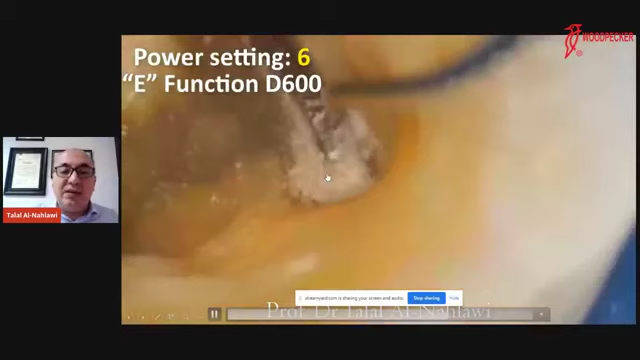 WOODPECKER
®
Power setting: 6
“E” Function D600
Talal Al-Nahlawi
streamyard.com is sharing your screen and audio.
Stop sharing
Hide
Prof. Dr Talal Al-Nahlawi